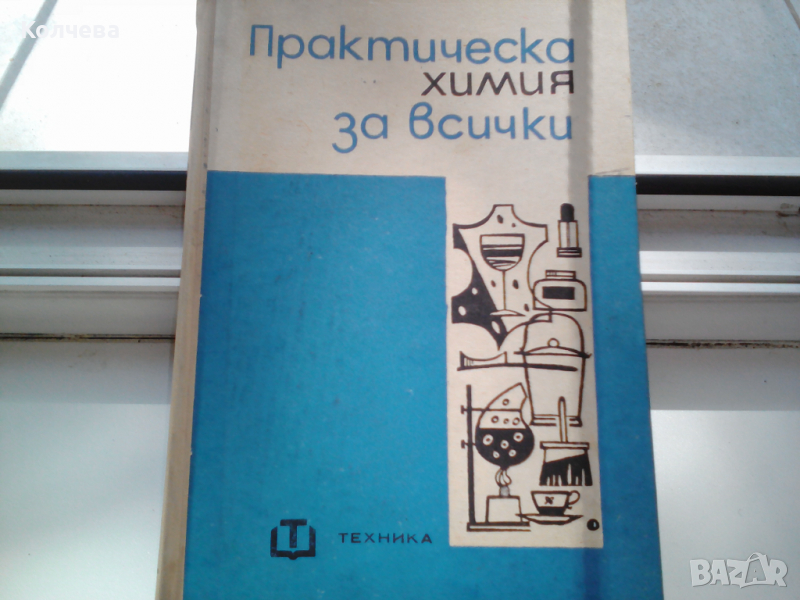 Колчева
Практическа
химия
за всички
Т
ТЕХНИКА
BAZAR